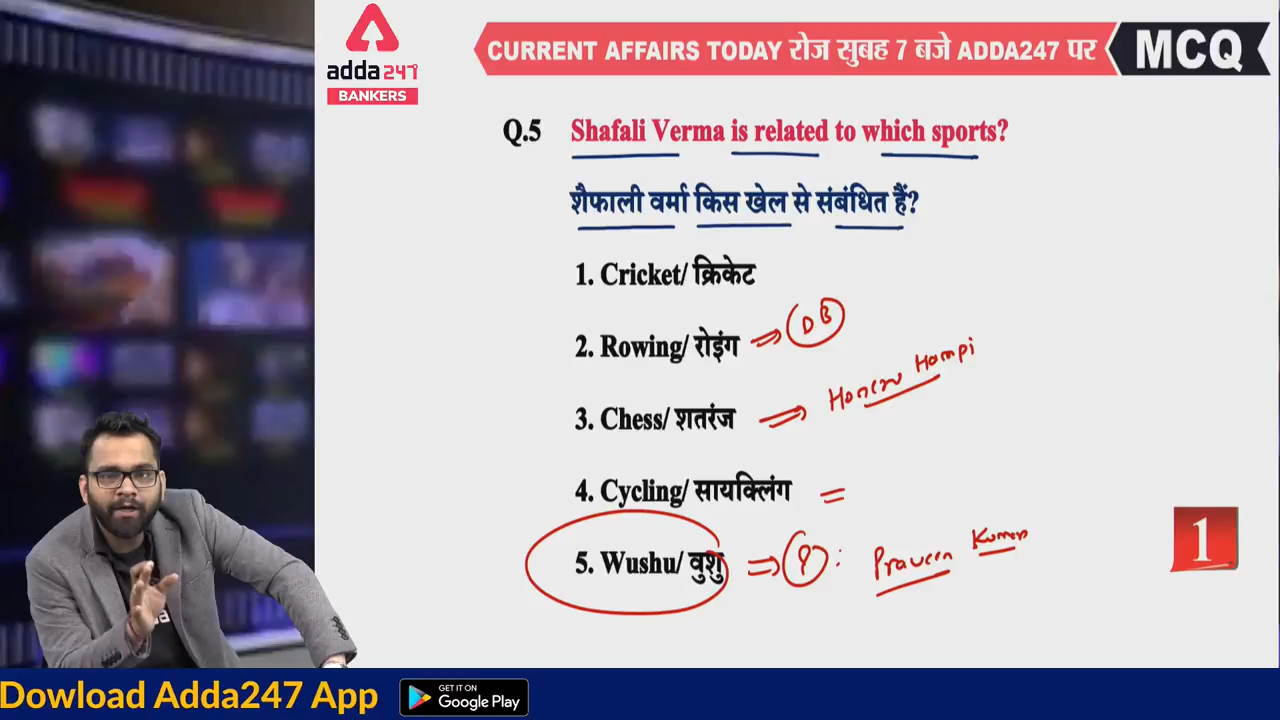 adda247
BANKERS
CURRENT AFFAIRS TODAY रोज सुबह 7 बजे ADDA247 पर
MCQ
Q.5 Shafali Verma is related to which sports?
शैफाली वर्मा किस खेल से संबंधित हैं?
1. Cricket/ क्रिकेट
2. Rowing/ रोइंग ⇒ DB
3. Chess/ शतरंज ⇒ Koneru Hampi
4. Cycling/ सायक्लिंग =
5. Wushu/ वुशु ⇒ P : Praveen Kumar
1
Dowload Adda247 App
GET IT ON
Google Play